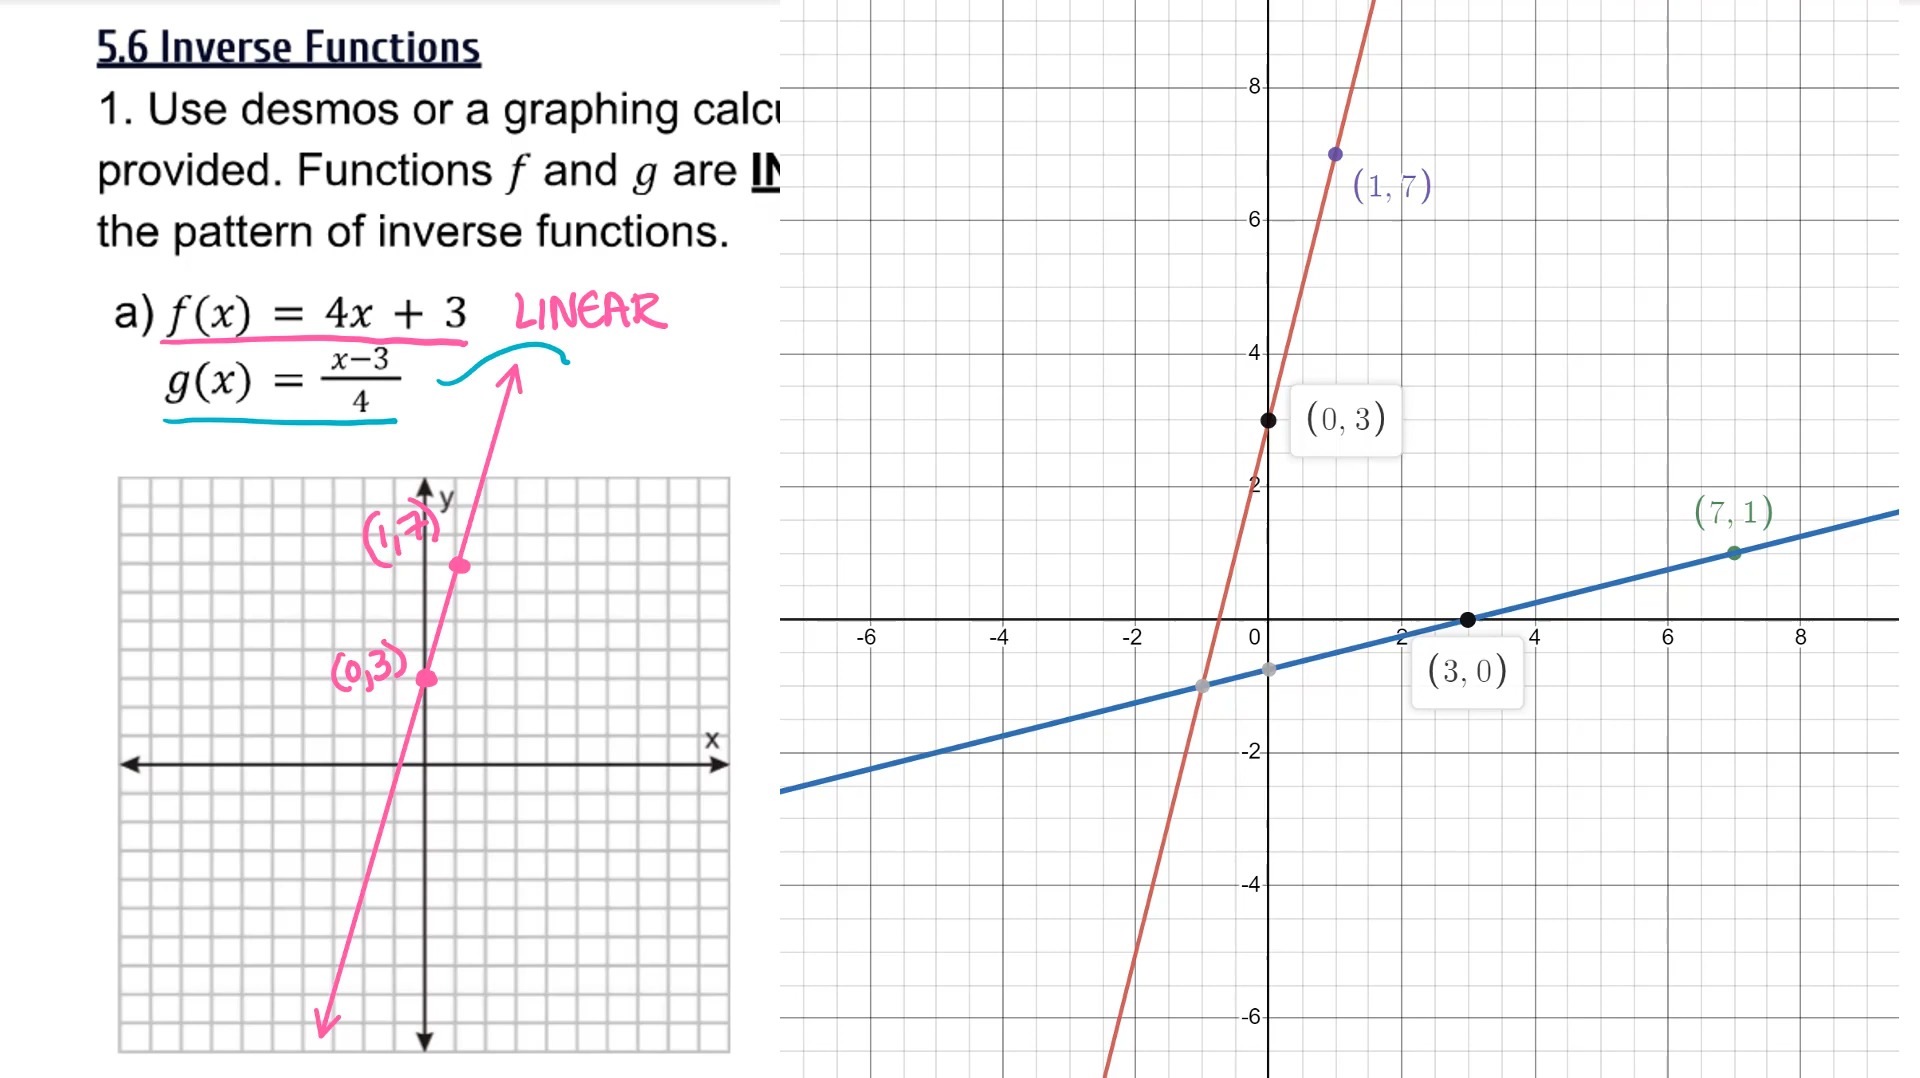 5.6 Inverse Functions
1. Use desmos or a graphing calcu
provided. Functions f and g are IN
the pattern of inverse functions.
a) f(x) = 4x + 3 LINEAR
g(x) = x−3
4
y
(1,7)
(0,3)
x
8
(1, 7)
6
4
(0, 3)
2
(7, 1)
-6 -4 -2 0 2 4 6 8
(3, 0)
-2
-4
-6